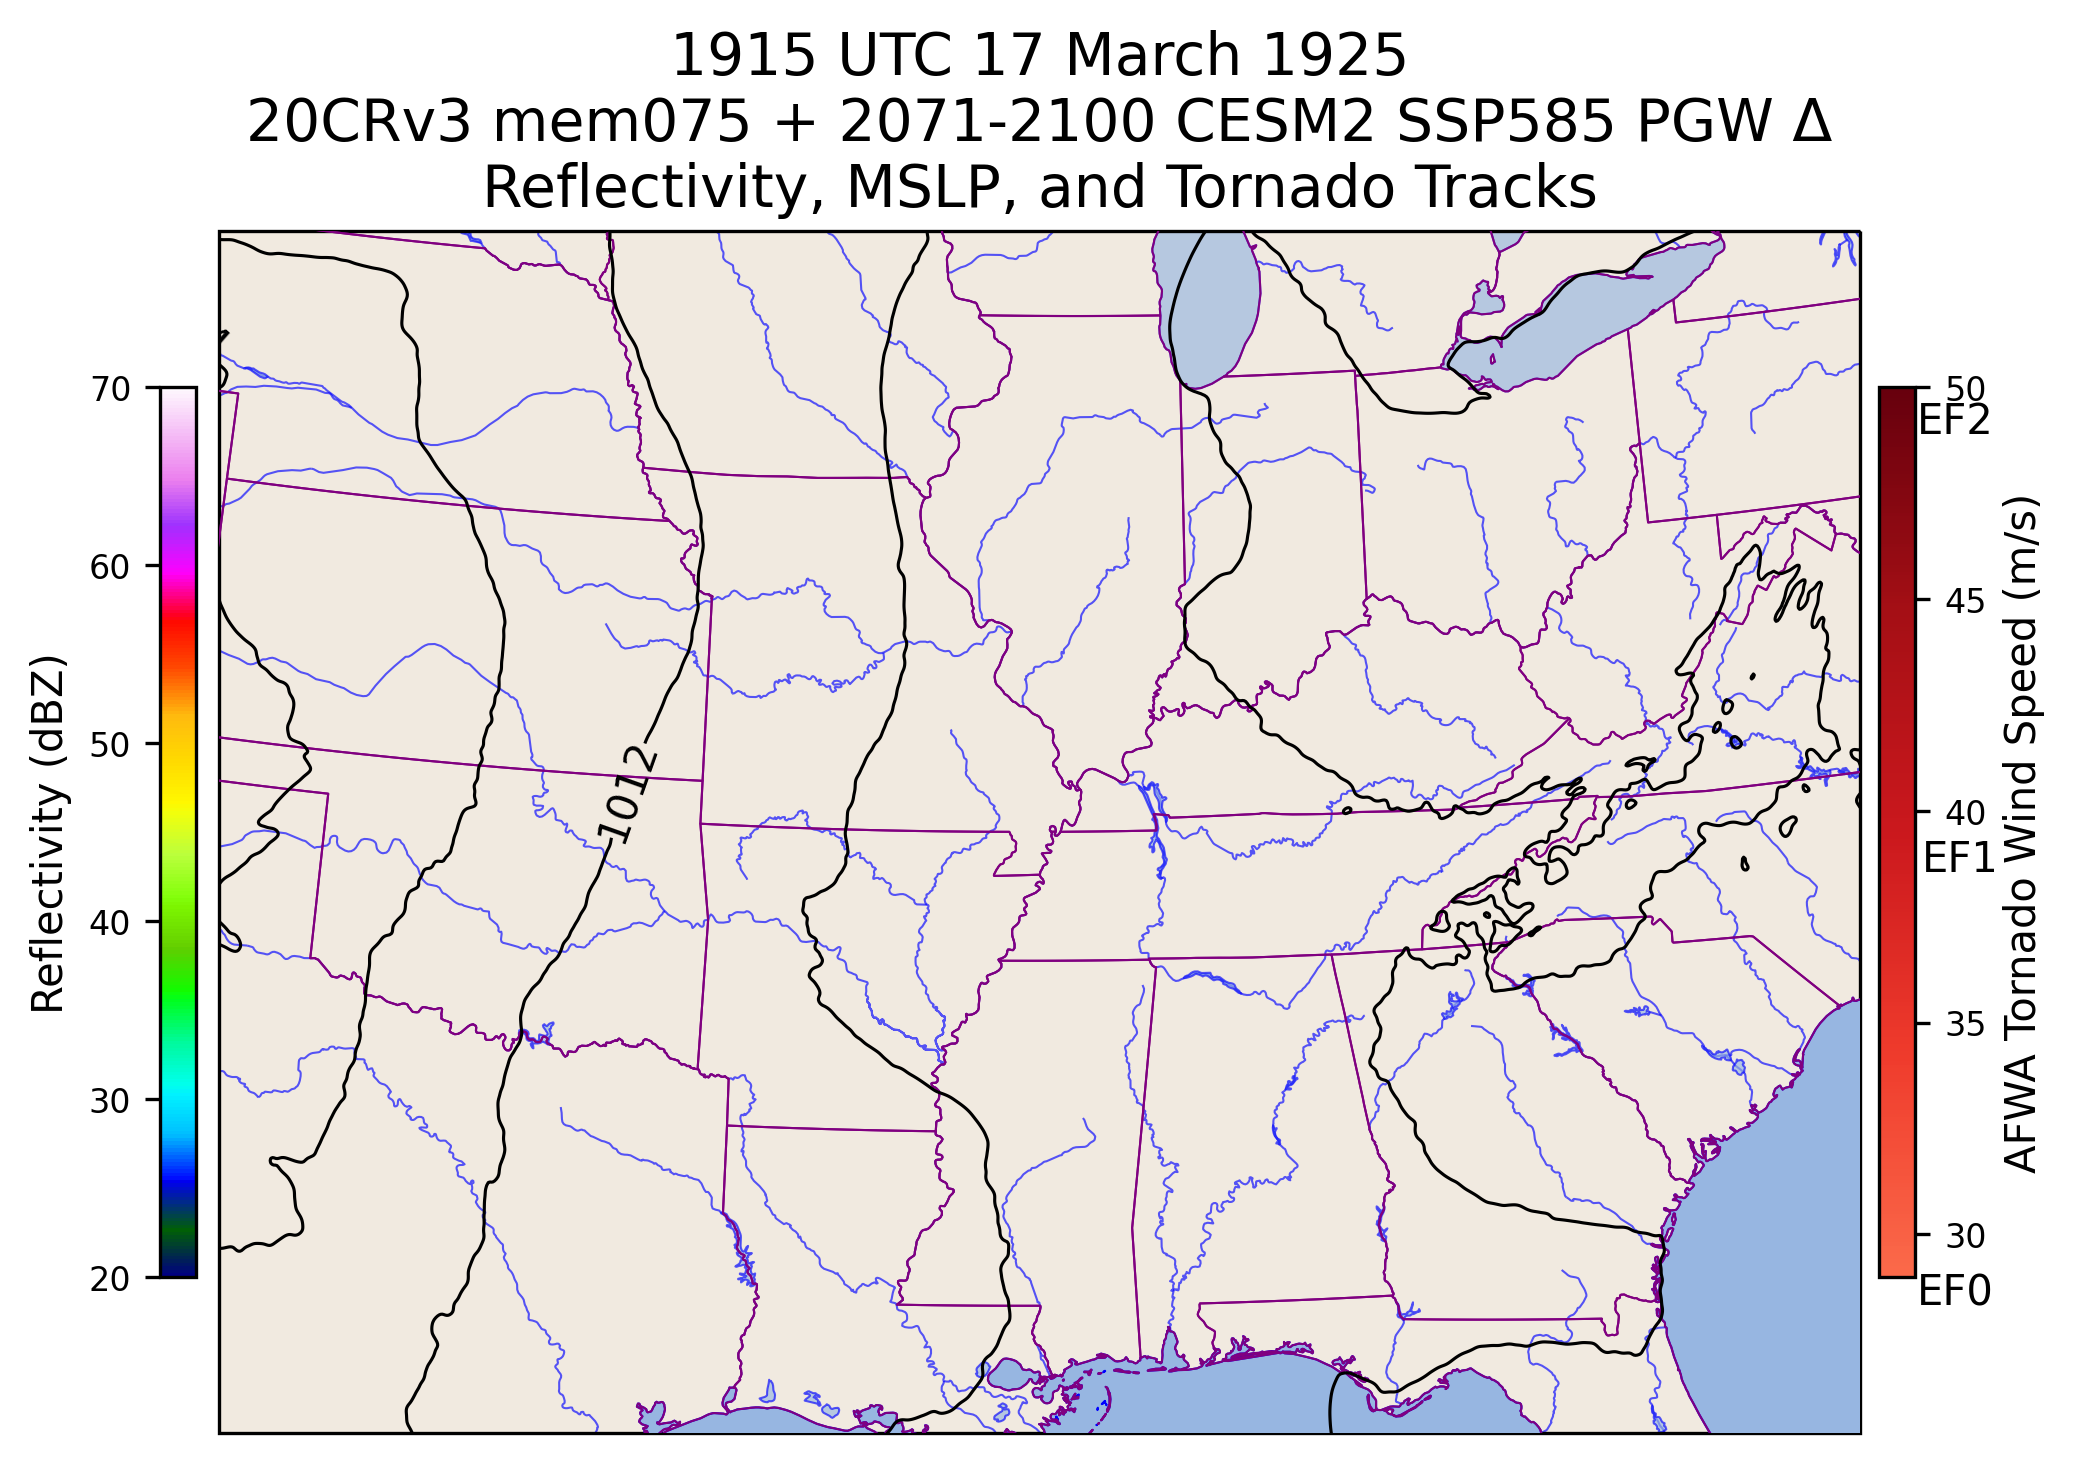 1915 UTC 17 March 1925
20CRv3 mem075 + 2071-2100 CESM2 SSP585 PGW Δ
Reflectivity, MSLP, and Tornado Tracks
Reflectivity (dBZ)
70
60
50
40
30
20
1012
50
EF2
45
40
EF1
35
30
EF0
AFWA Tornado Wind Speed (m/s)